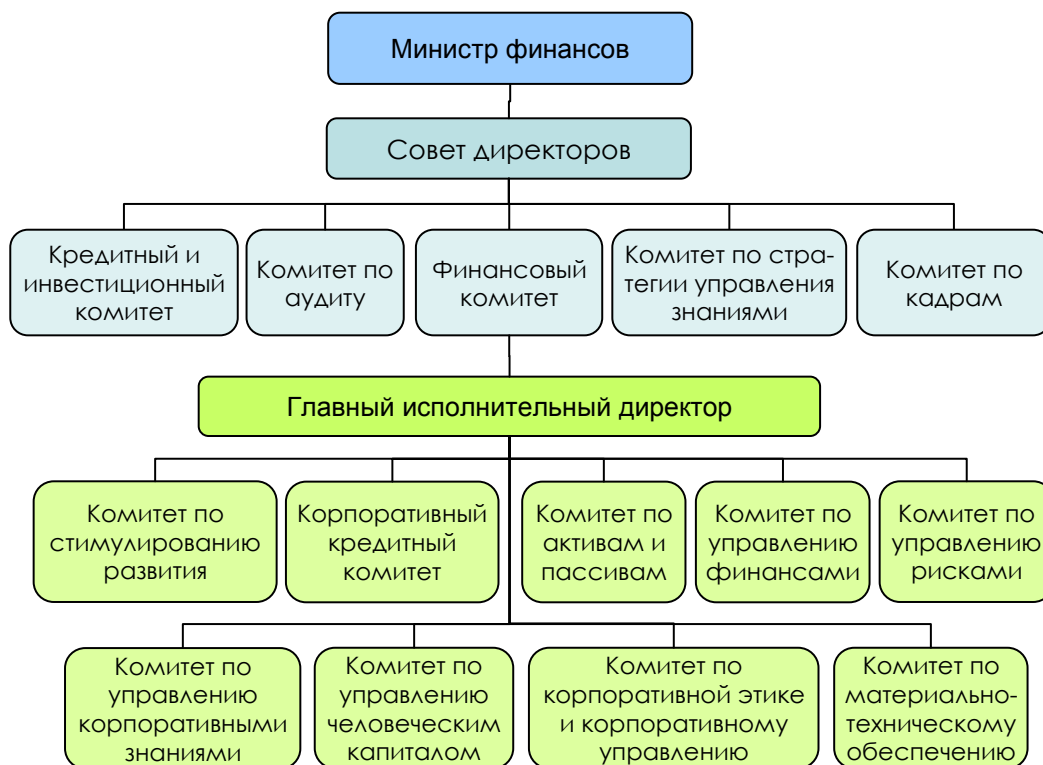 Министр финансов
Совет директоров
Кредитный и
инвестиционный
комитет
Комитет по
аудиту
Финансовый
комитет
Комитет по стра-
тегии управления
знаниями
Комитет по
кадрам
Главный исполнительный директор
Комитет по
стимулированию
развития
Корпоративный
кредитный
комитет
Комитет по
активам и
пассивам
Комитет по
управлению
финансами
Комитет по
управлению
рисками
Комитет по
управлению
корпоративными
знаниями
Комитет по
управлению
человеческим
капиталом
Комитет по
корпоративной этике
и корпоративному
управлению
Комитет по
материально-
техническому
обеспечению